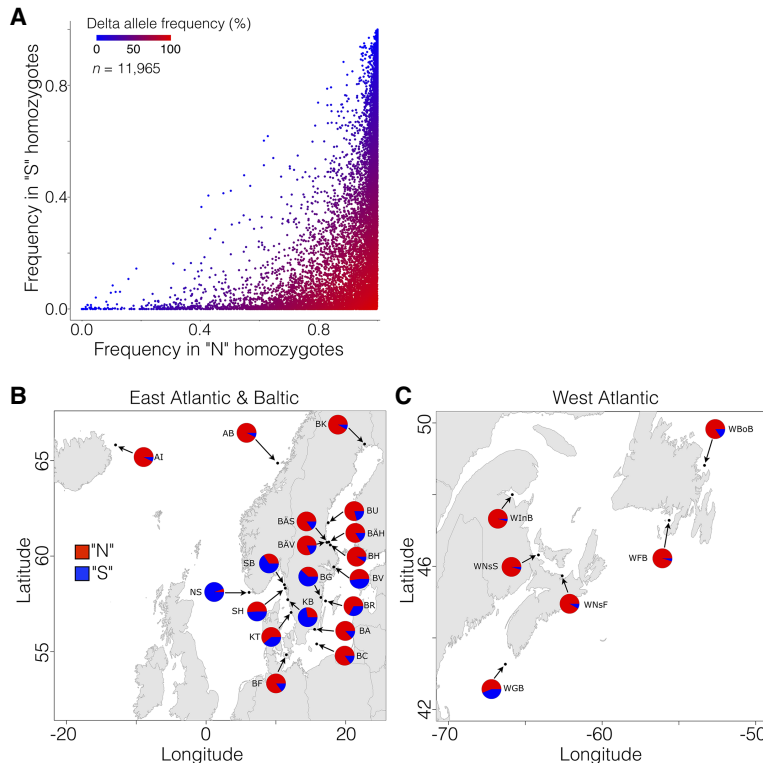 A
Delta allele frequency (%)
0 50 100
n = 11,965
Frequency in "S" homozygotes
0.8
0.4
0.0
0.0 0.4 0.8
Frequency in "N" homozygotes
B
East Atlantic & Baltic
Latitude
65
60
55
-20 0 20
Longitude
"N"
"S"
AI
AB
BK
BU
BÄS
BÄH
BÄV
BH
SB
BG
BV
NS
KB
BR
SH
KT
BA
BC
BF
C
West Atlantic
Latitude
50
46
42
-70 -60 -50
Longitude
WBoB
WInB
WFB
WNsS
WNsF
WGB